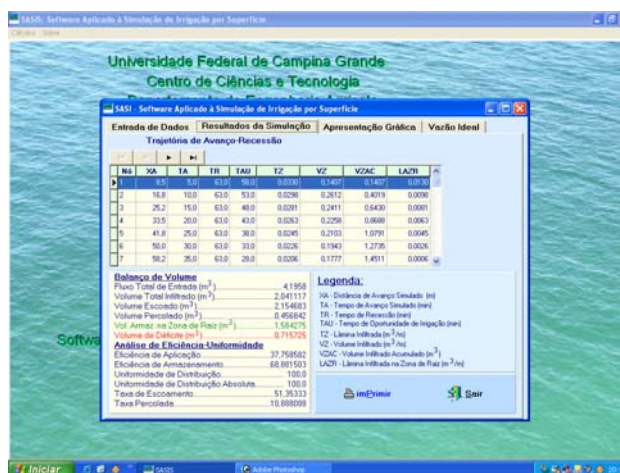 SASIS: Software Aplicado à Simulação de Irrigação por Superfície
Cálculos Sobre
Universidade Federal de Campina Grande
Centro de Ciências e Tecnologia
SASI - Software Aplicado à Simulação de Irrigação por Superfície
Entrada de Dados Resultados da Simulação Apresentação Gráfica Vazão Ideal
Trajetória de Avanço-Recessão
Nó XA TA TR TAU TZ VZ VZAC LAZR
1 8,5 5,0 63,0 58,0 0,0330 0,1407 0,1407 0,0130
2 16,8 10,0 63,0 53,0 0,0298 0,2612 0,4019 0,0098
3 25,2 15,0 63,0 48,0 0,0281 0,2411 0,6430 0,0081
4 33,5 20,0 63,0 43,0 0,0263 0,2258 0,8688 0,0063
5 41,8 25,0 63,0 38,0 0,0245 0,2103 1,0791 0,0045
6 50,0 30,0 63,0 33,0 0,0226 0,1943 1,2735 0,0026
7 58,2 35,0 63,0 28,0 0,0206 0,1777 1,4511 0,0006
Balanço de Volume
Fluxo Total de Entrada (m³) 4,1958
Volume Total Infiltrado (m³) 2,041117
Volume Escoado (m³) 2,154683
Volume Percolado (m³) 0,456842
Vol. Armaz. na Zona de Raiz (m³) 1,584275
Volume de Déficite (m³) 0,715725
Análise de Eficiência-Uniformidade
Eficiência de Aplicação 37,758582
Eficiência de Armazenamento 68,881503
Uniformidade de Distribuição 100,0
Uniformidade de Distribuição Absoluta 100,0
Taxa de Escoamento 51,35333
Taxa Percolada 10,888088
Legenda:
XA - Distância de Avanço Simulado (m)
TA - Tempo de Avanço Simulado (min)
TR - Tempo de Recessão (min)
TAU - Tempo de Oportunidade de Irrigação (min)
TZ - Lâmina Infiltrada (m³/m)
VZ - Volume Infiltrado (m³/m)
VZAC - Volume Infiltrado Acumulado (m³)
LAZR - Lâmina Infiltrada na Zona de Raiz (m³/m)
imPrimir Sair
Softwa
Iniciar SASIS Adobe Photoshop